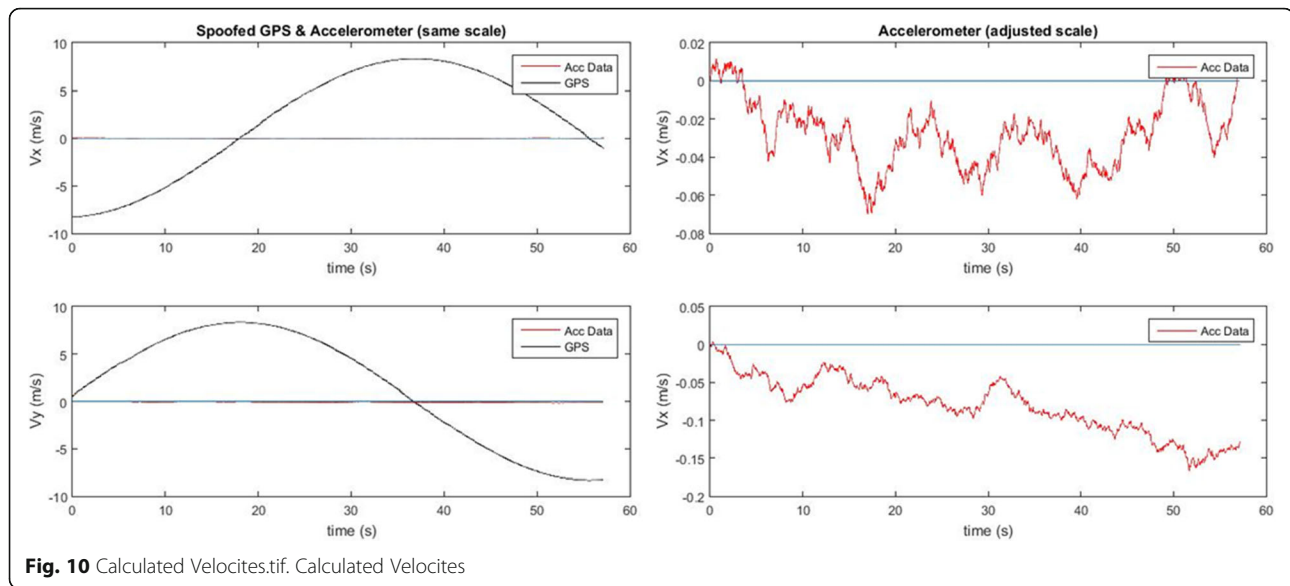 Spoofed GPS & Accelerometer (same scale)
10
5
0
-5
-10
Vx (m/s)
Acc Data
GPS
0 10 20 30 40 50 60
time (s)
Accelerometer (adjusted scale)
0.02
0
-0.02
-0.04
-0.06
-0.08
Vx (m/s)
Acc Data
0 10 20 30 40 50 60
time (s)
10
5
0
-5
-10
Vy (m/s)
Acc Data
GPS
0 10 20 30 40 50 60
time (s)
0.05
0
-0.05
-0.1
-0.15
-0.2
Vx (m/s)
Acc Data
0 10 20 30 40 50 60
time (s)
Fig. 10 Calculated Velocites.tif. Calculated Velocites